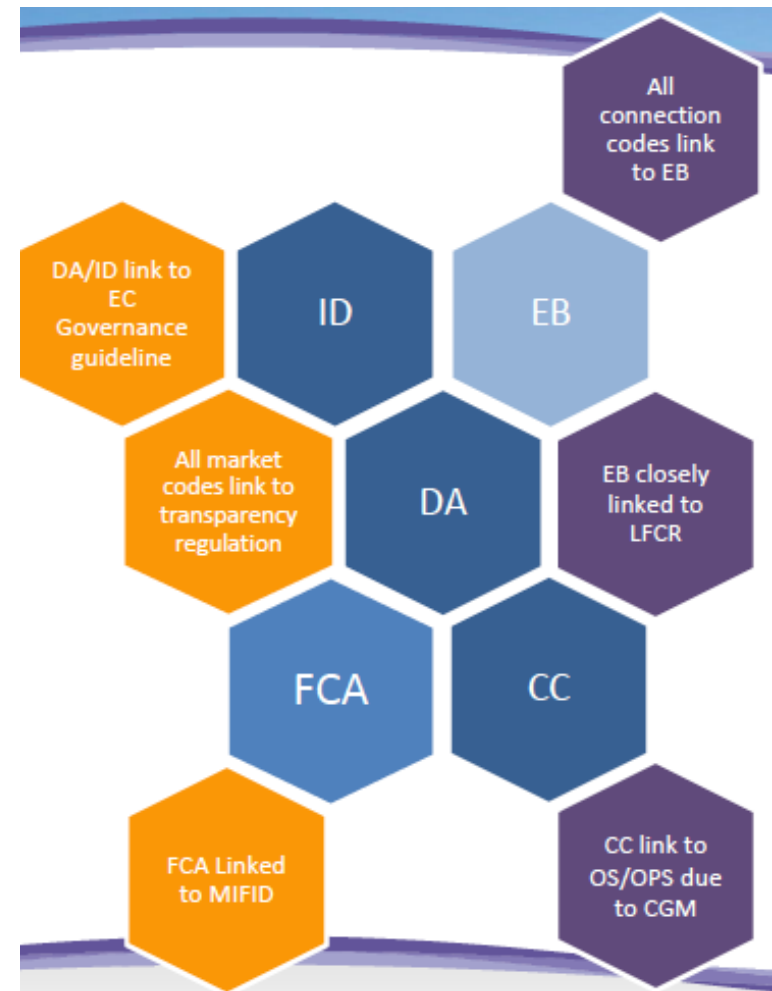 All
connection
codes link
to EB
DA/ID link to
EC
Governance
guideline
ID
EB
All market
codes link to
transparency
regulation
DA
EB closely
linked to
LFCR
FCA
CC
FCA Linked
to MIFID
CC link to
OS/OPS due
to CGM